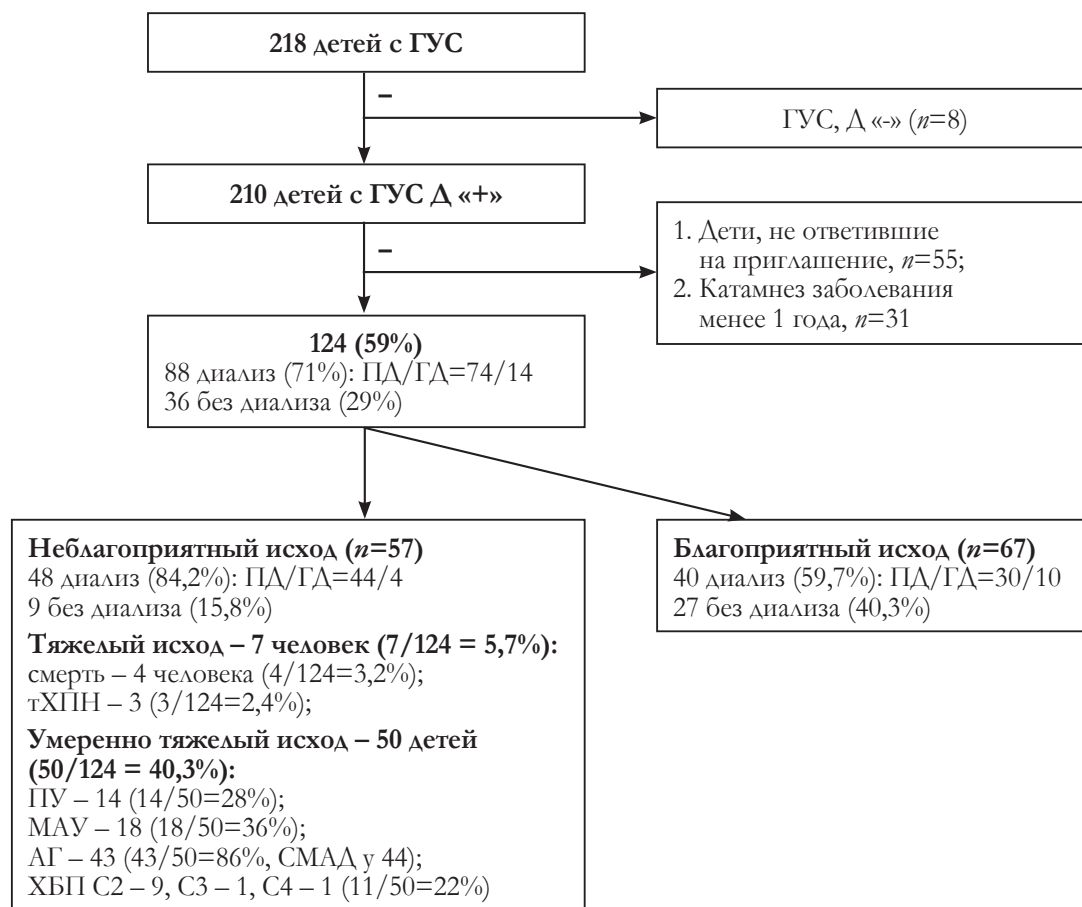 218 детей с ГУС
–
ГУС, Д «-» (n=8)
210 детей с ГУС Д «+»
–
1. Дети, не ответившие
на приглашение, n=55;
2. Катамнез заболевания
менее 1 года, n=31
124 (59%)
88 диализ (71%): ПД/ГД=74/14
36 без диализа (29%)
Неблагоприятный исход (n=57)
48 диализ (84,2%): ПД/ГД=44/4
9 без диализа (15,8%)
Тяжелый исход – 7 человек (7/124 = 5,7%):
смерть – 4 человека (4/124=3,2%);
тХПН – 3 (3/124=2,4%);
Умеренно тяжелый исход – 50 детей
(50/124 = 40,3%):
ПУ – 14 (14/50=28%);
МАУ – 18 (18/50=36%);
АГ – 43 (43/50=86%, СМАД у 44);
ХБП С2 – 9, С3 – 1, С4 – 1 (11/50=22%)
Благоприятный исход (n=67)
40 диализ (59,7%): ПД/ГД=30/10
27 без диализа (40,3%)